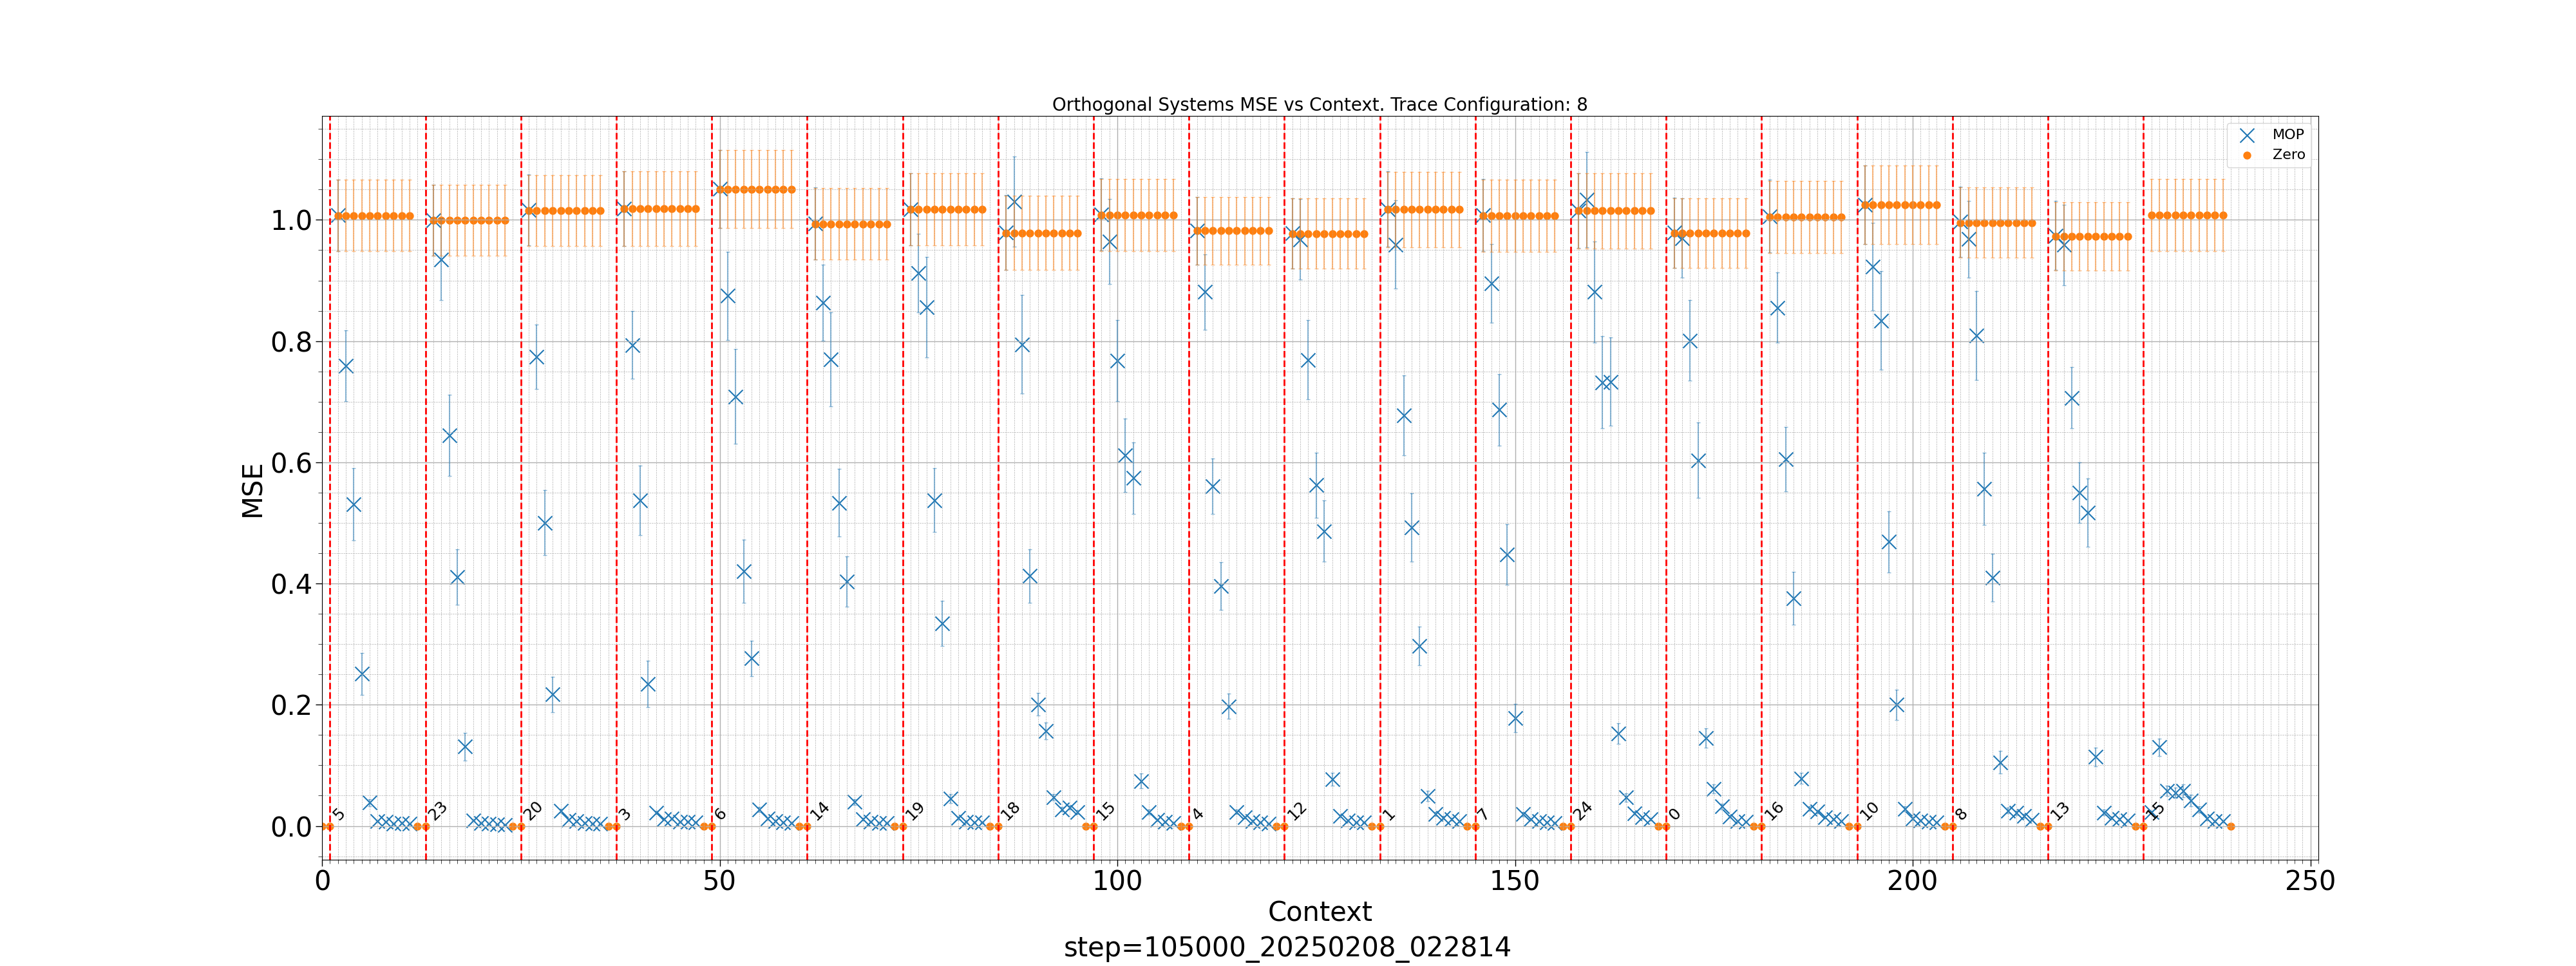 Orthogonal Systems MSE vs Context. Trace Configuration: 8
MOP
Zero
1.0
0.8
0.6
0.4
0.2
0.0
MSE
5 23 20 3 6 14 19 18 15 4 12 1 7 24 0 16 10 8 13 15
0 50 100 150 200 250
Context
step=105000_20250208_022814